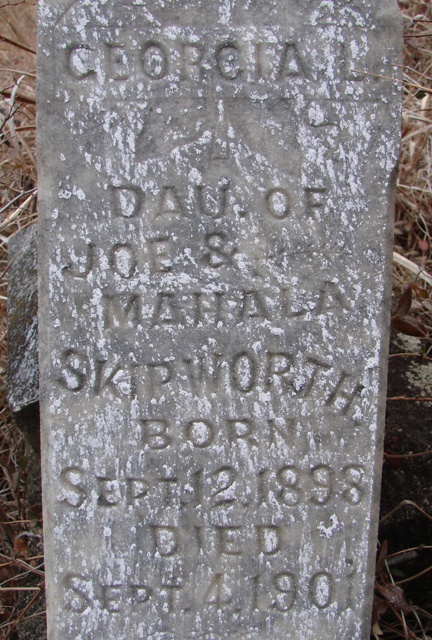 GEORGIA L
DAU. OF
JOE &
MAHALA
SKIPWORTH
BORN
SEPT. 12, 1898
DIED
SEPT. 4, 1901